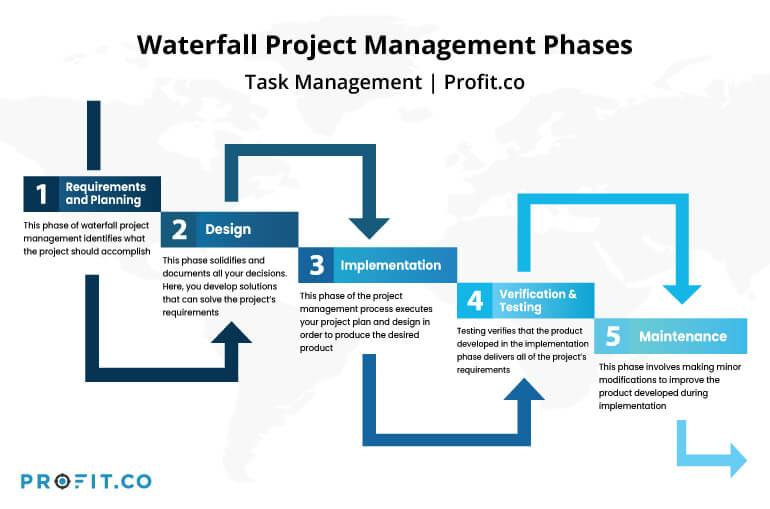 Waterfall Project Management Phases
Task Management | Profit.co
1
Requirements
and Planning
This phase of waterfall project
management identifies what
the project should accomplish
2
Design
This phase solidifies and
documents all your decisions.
Here, you develop solutions
that can solve the project's
requirements
3
Implementation
This phase of the project
management process executes
your project plan and design in
order to produce the desired
product
4
Verification &
Testing
Testing verifies that the product
developed in the implementation
phase delivers all of the project's
requirements
5
Maintenance
This phase involves making minor
modifications to improve the
product developed during
implementation
PROFIT.CO